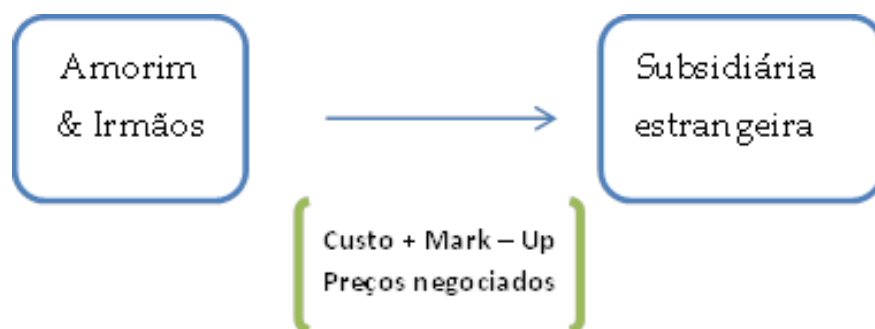 Amorim
& Irmãos
Subsidiária
estrangeira
Custo + Mark – Up
Preços negociados